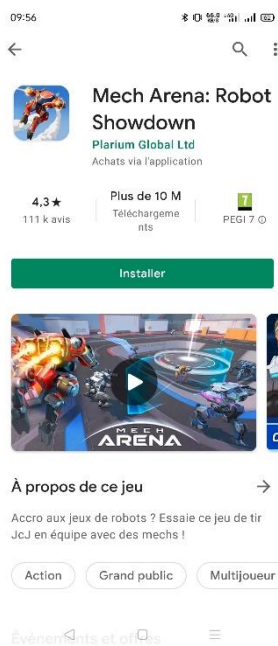 09:56
Mech Arena: Robot
Showdown
Plarium Global Ltd
Achats via l'application
4,3★
111 k avis
Plus de 10 M
Téléchargeme
nts
7
PEGI 7
Installer
MECH
ARENA
À propos de ce jeu
Accro aux jeux de robots ? Essaie ce jeu de tir
JcJ en équipe avec des mechs !
Action
Grand public
Multijoueur
Événements et offres